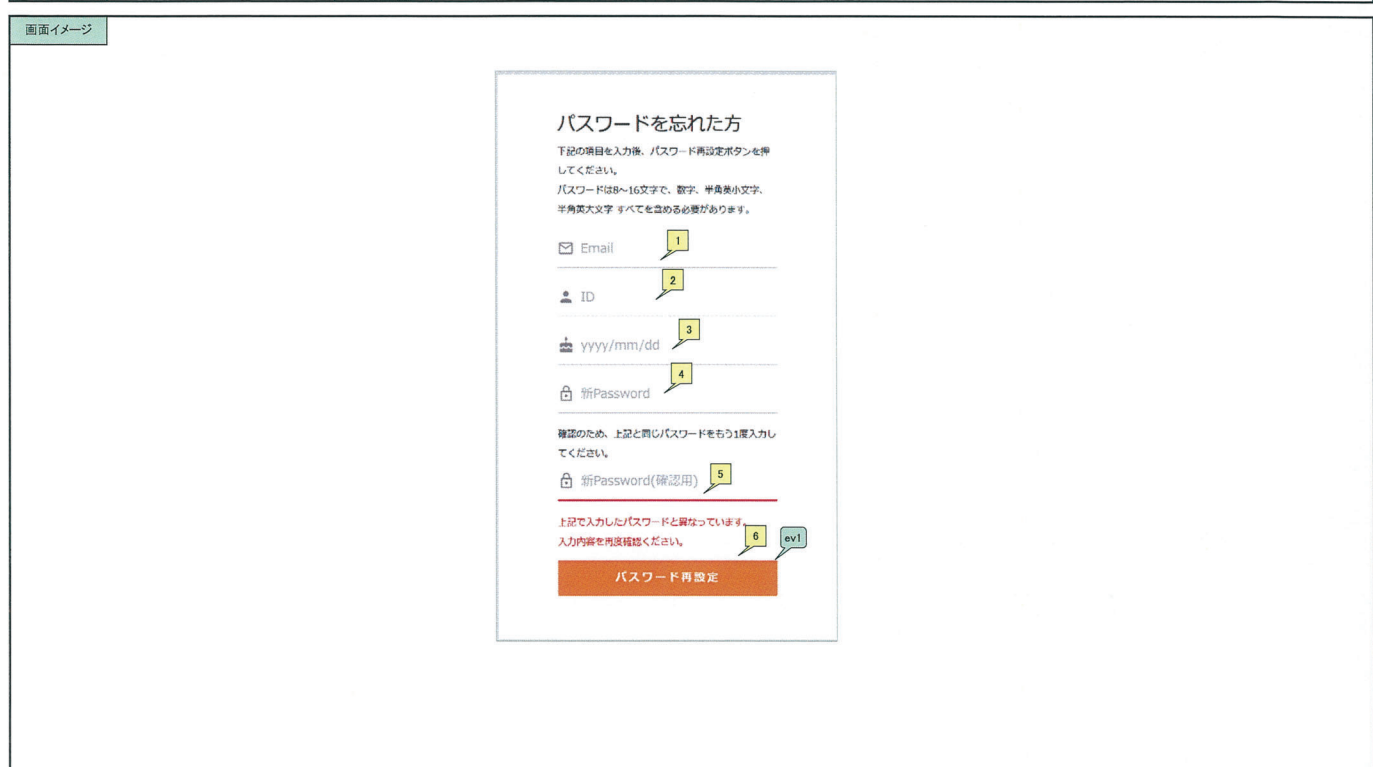 画面イメージ
パスワードを忘れた方
下記の項目を入力後、パスワード再設定ボタンを押
してください。
パスワードは8～16文字で、数字、半角英小文字、
半角英大文字 すべてを含める必要があります。
1
Email
2
ID
3
yyyy/mm/dd
4
新Password
確認のため、上記と同じパスワードをもう1度入力し
てください。
5
新Password(確認用)
上記で入力したパスワードと異なっています。
入力内容を再度確認ください。
6
ev1
パスワード再設定